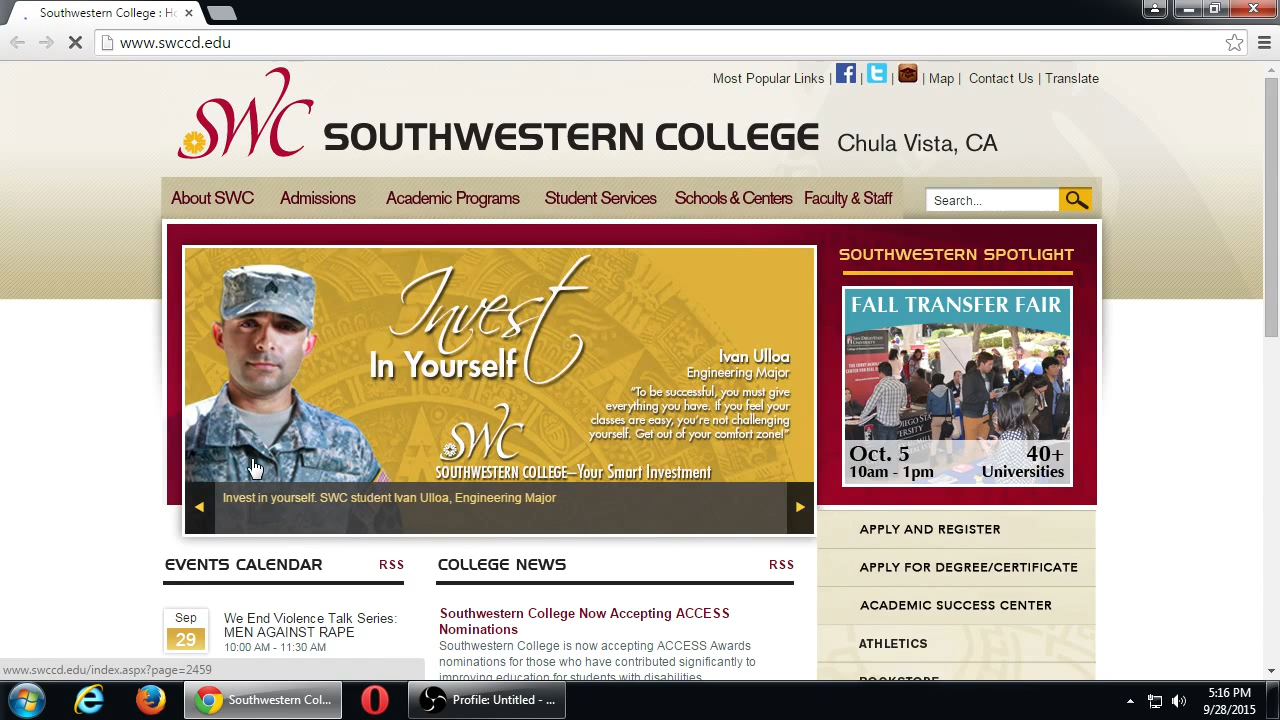 Southwestern College : Ho
www.swccd.edu
Most Popular Links | | | | Map | Contact Us | Translate
SWC SOUTHWESTERN COLLEGE Chula Vista, CA
About SWC Admissions Academic Programs Student Services Schools & Centers Faculty & Staff Search...
SOUTHWESTERN SPOTLIGHT
Invest
In Yourself
Ivan Ulloa
Engineering Major
"To be successful, you must give
everything you have. If you feel your
classes are easy, you're not challenging
yourself. Get out of your comfort zone!"
SWC
SOUTHWESTERN COLLEGE—Your Smart Investment
Invest in yourself. SWC student Ivan Ulloa, Engineering Major
FALL TRANSFER FAIR
Oct. 5 40+
10am - 1pm Universities
APPLY AND REGISTER
APPLY FOR DEGREE/CERTIFICATE
ACADEMIC SUCCESS CENTER
ATHLETICS
BOOKSTORE
EVENTS CALENDAR RSS
Sep
29
We End Violence Talk Series:
MEN AGAINST RAPE
10:00 AM - 11:30 AM
COLLEGE NEWS RSS
Southwestern College Now Accepting ACCESS
Nominations
Southwestern College is now accepting ACCESS Awards
nominations for those who have contributed significantly to
improving education for students with disabilities.
www.swccd.edu/index.aspx?page=2459
Southwestern Col...
Profile: Untitled - ...
5:16 PM
9/28/2015